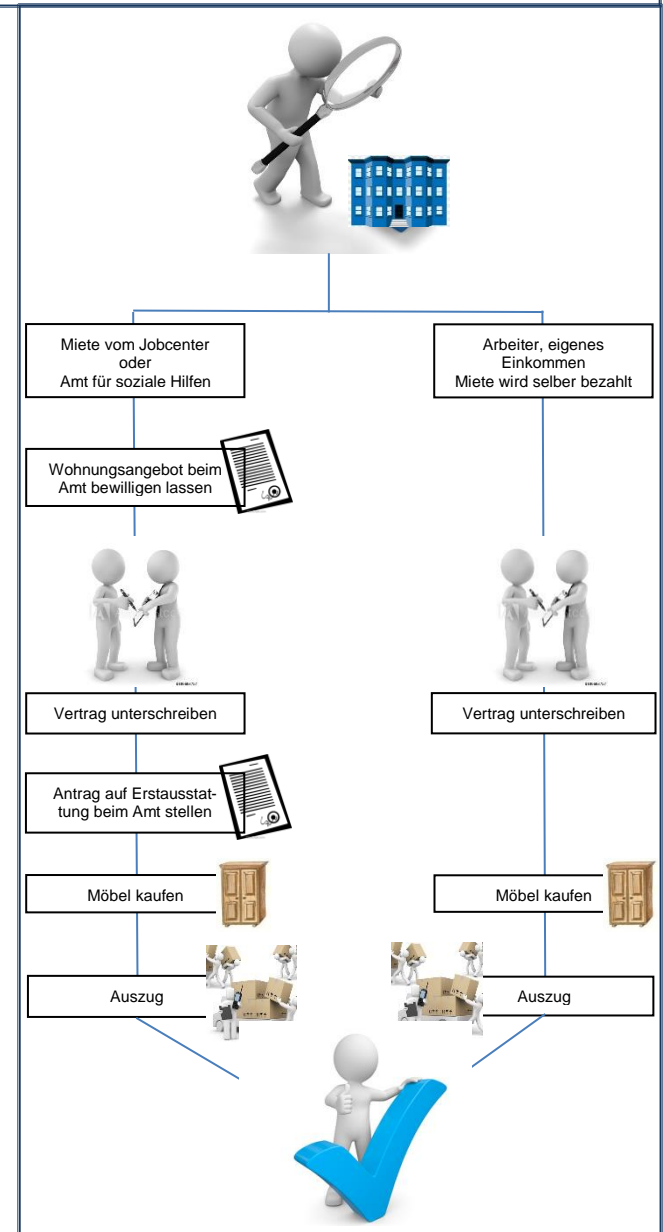 Miete vom Jobcenter
oder
Amt für soziale Hilfen
Arbeiter, eigenes
Einkommen
Miete wird selber bezahlt
Wohnungsangebot beim
Amt bewilligen lassen
Vertrag unterschreiben
Vertrag unterschreiben
Antrag auf Erstausstat-
tung beim Amt stellen
Möbel kaufen
Möbel kaufen
Auszug
Auszug